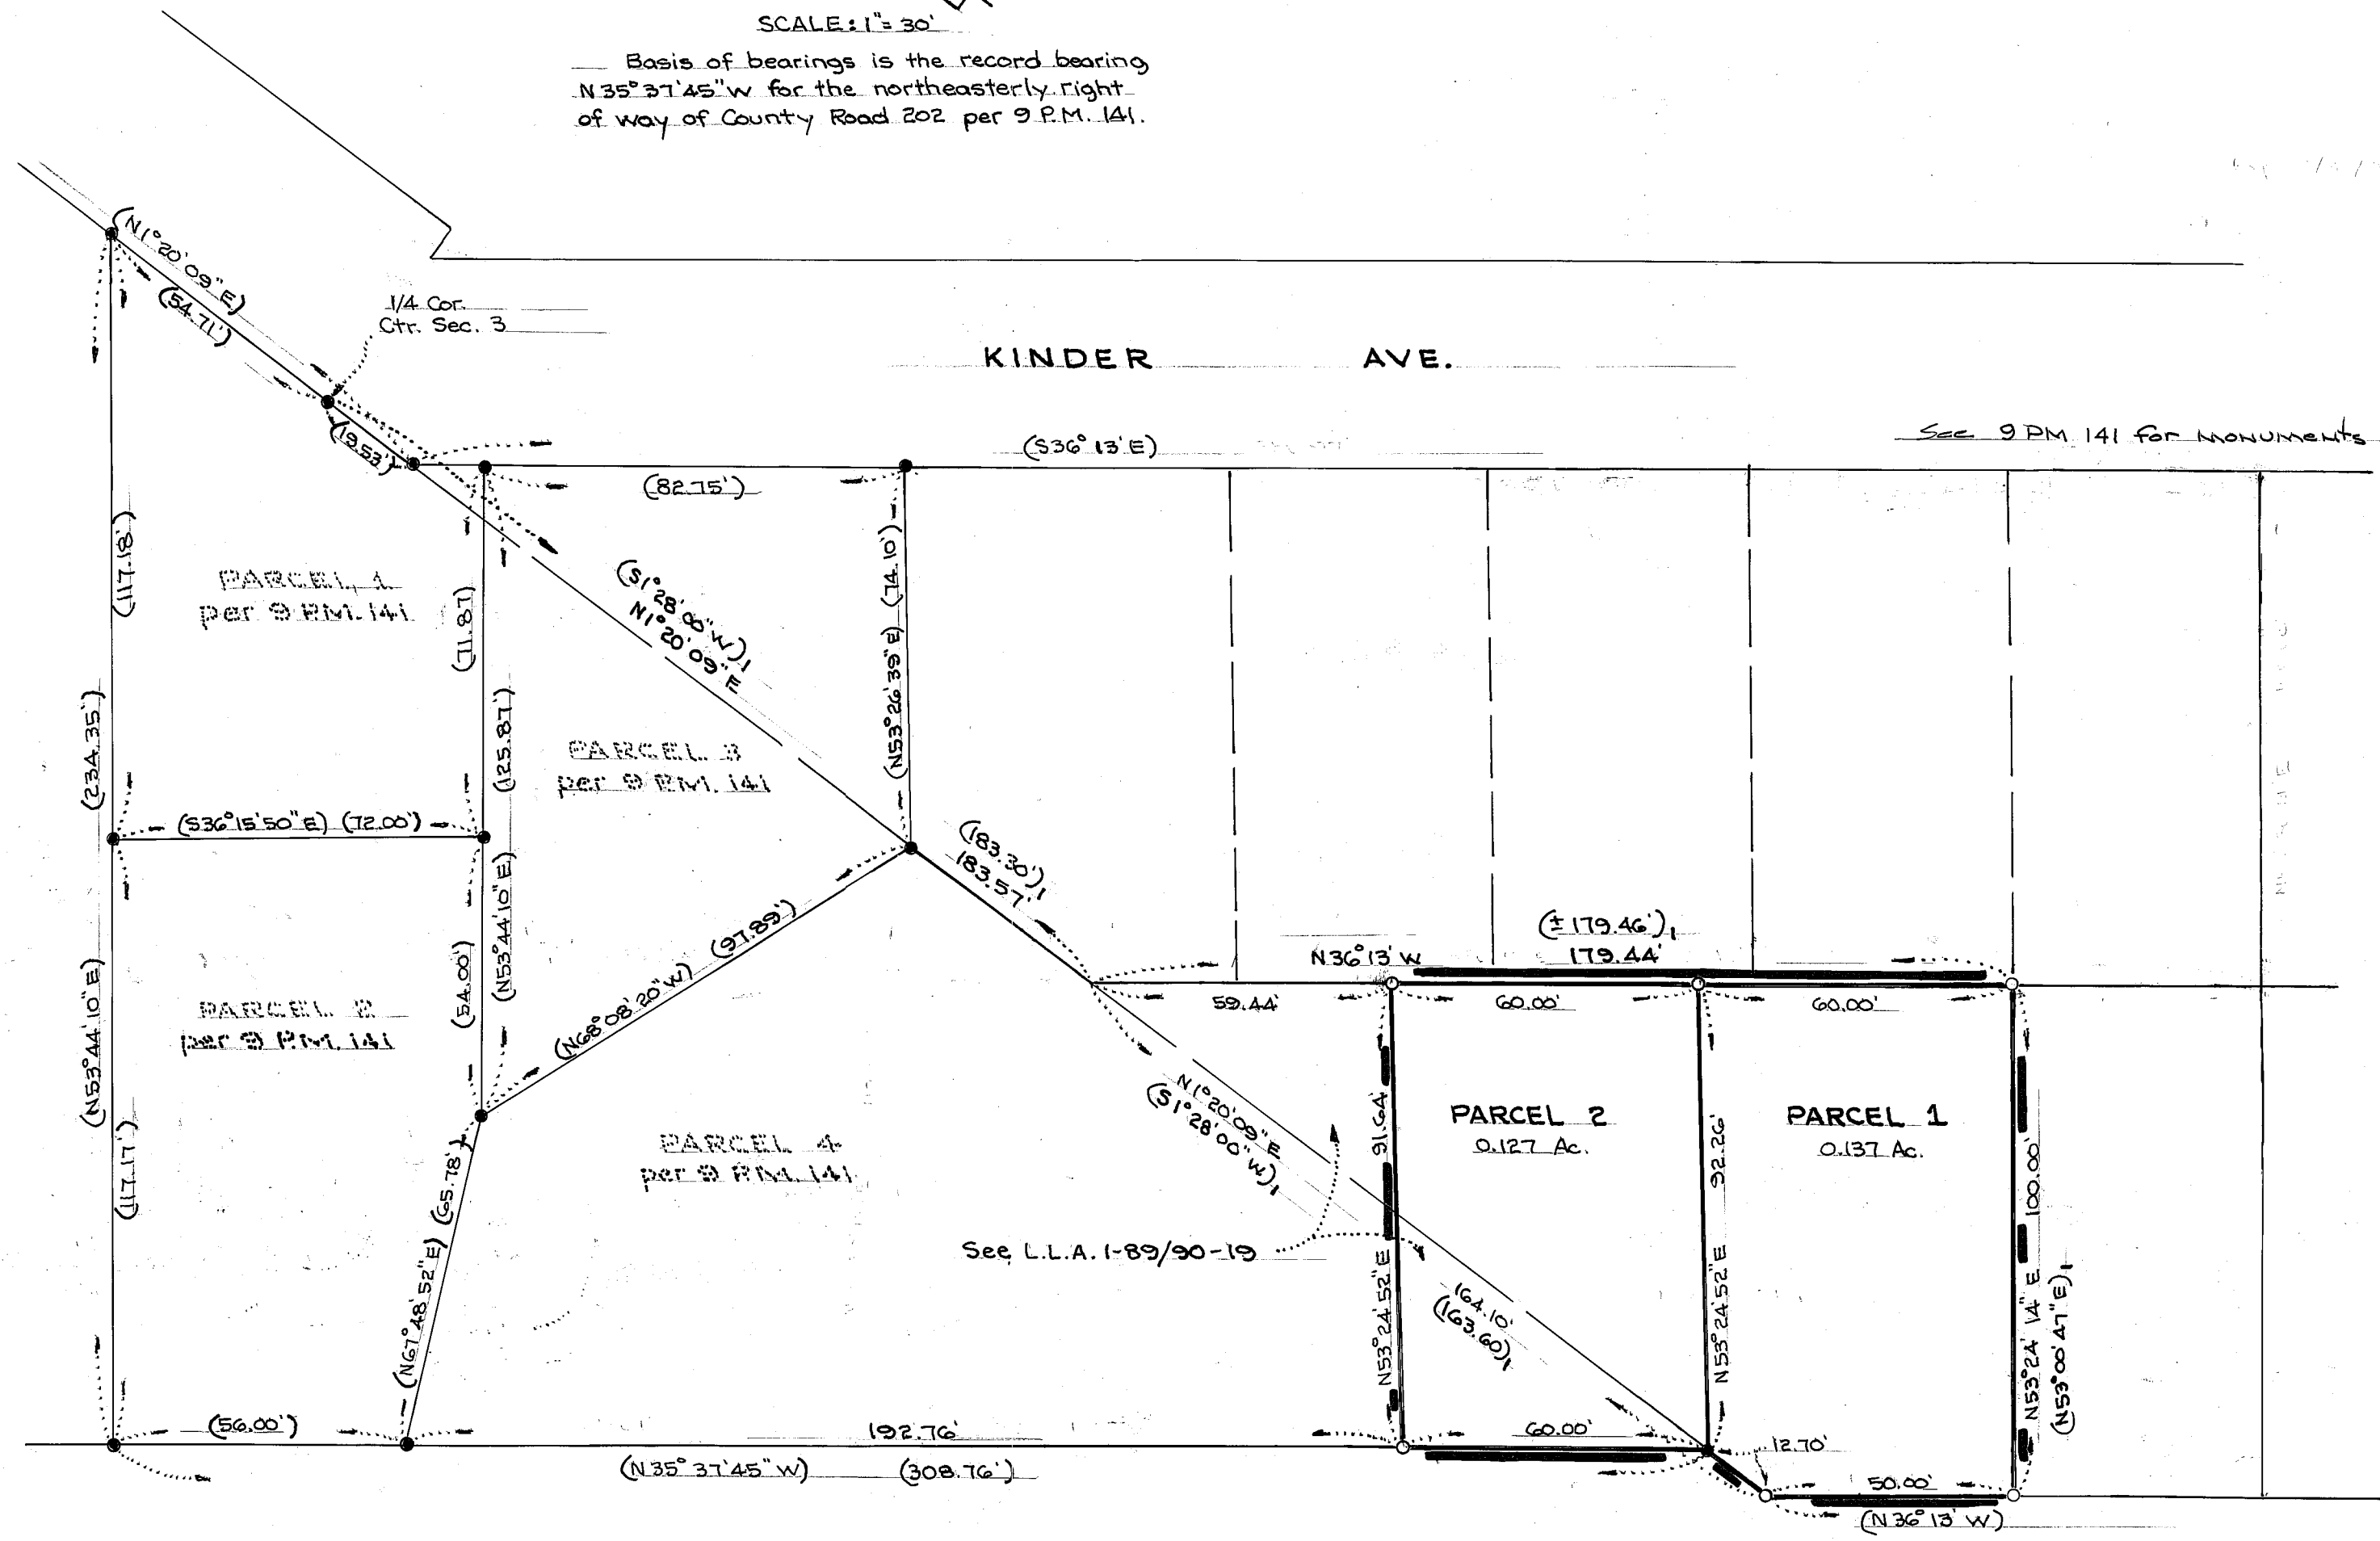 SCALE: 1"= 30'
Basis of bearings is the record bearing
N35°37'45"W for the northeasterly right
of way of County Road 202 per 9 P.M. 141.
(N1°20'09"E)
(54.71')
1/4 Cor.
Ctr. Sec. 3
KINDER AVE.
(19.53')
(S36°13'E)
See 9 PM 141 for MONUMENTS
(82.75')
(117.18')
PARCEL 1
per 9 P.M. 141
(71.87')
(S1°28'00"W)1
N1°20'09"E
(N53°26'39"E) (74.10')
(234.35')
(125.87')
PARCEL 3
per 9 P.M. 141
(S36°15'50"E) (72.00')
(183.30')1
183.57'
(N53°44'10"E)
(54.00')
(N53°44'10"E)
(N68°08'20"W) (97.89')
(±179.46')1
N36°13'W 179.44'
59.44'
60.00'
60.00'
PARCEL 2
per 9 P.M. 141
N1°20'09"E
(S1°28'00"W)1
PARCEL 2
0.127 Ac.
PARCEL 1
0.137 Ac.
91.64'
N53°24'52"E
N53°24'52"E 92.26'
N53°24'14"E 100.00'
(N53°00'47"E)1
PARCEL 4
per 9 P.M. 141
(117.17')
(65.78')
(N67°48'52"E)
See L.L.A. 1-89/90-19
164.10'
(163.60')1
(56.00')
192.76'
60.00'
12.70'
(N35°37'45"W) (308.76')
50.00'
(N36°13'W)